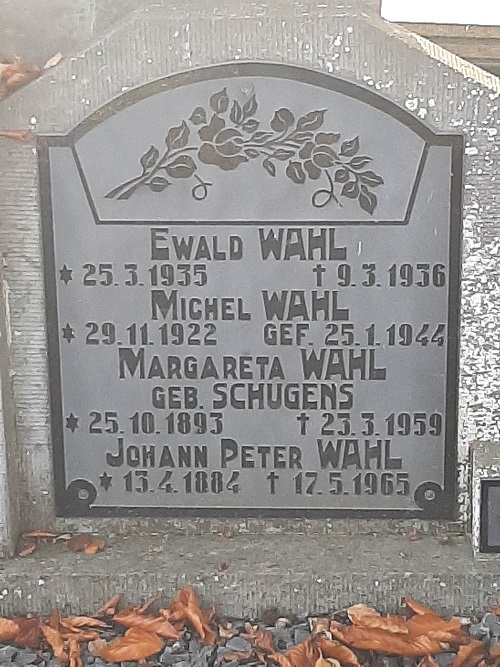 Ewald WAHL
* 25.3.1935 † 9.3.1936
Michel WAHL
* 29.11.1922 GEF. 25.1.1944
Margareta WAHL
GEB. SCHUGENS
* 25.10.1893 † 23.3.1959
Johann Peter WAHL
* 13.4.1884 † 17.5.1965